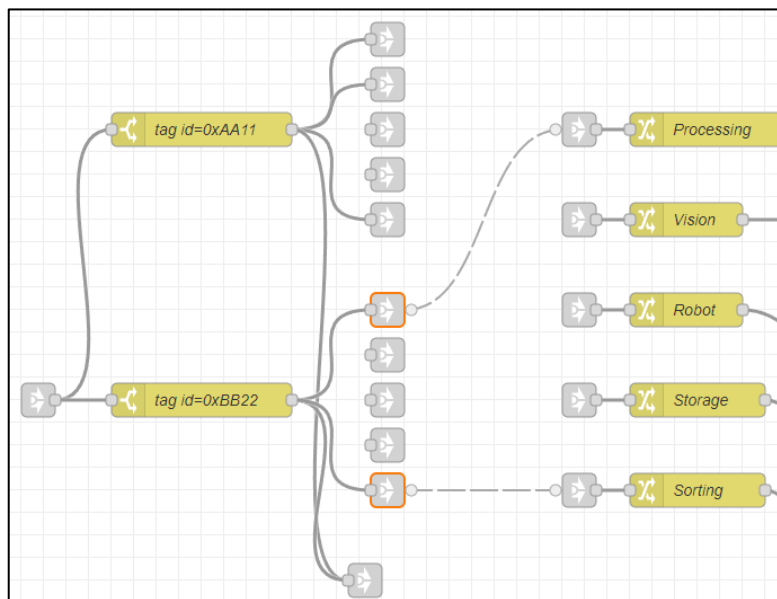 tag id=0xAA11
Processing
Vision
Robot
tag id=0xBB22
Storage
Sorting